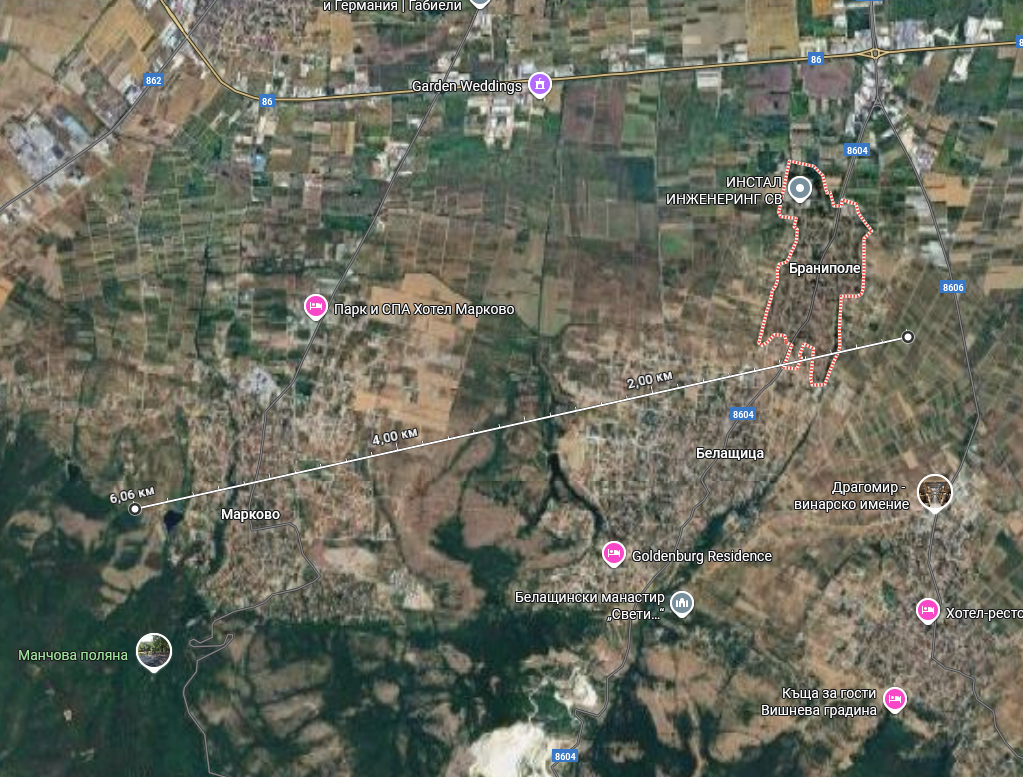 и Германия | Габиели
862
86
86
Garden Weddings
8604
ИНСТАЛ
ИНЖЕНЕРИНГ СВ
Браниполе
8606
Парк и СПА Хотел Марково
2,00 км
8604
4,00 км
Белащица
6,06 км
Марково
Драгомир -
винарско имение
Goldenburg Residence
Белащински манастир
„Свети...“
Хотел-ресто
Манчова поляна
Къща за гости
Вишнева градина
8604